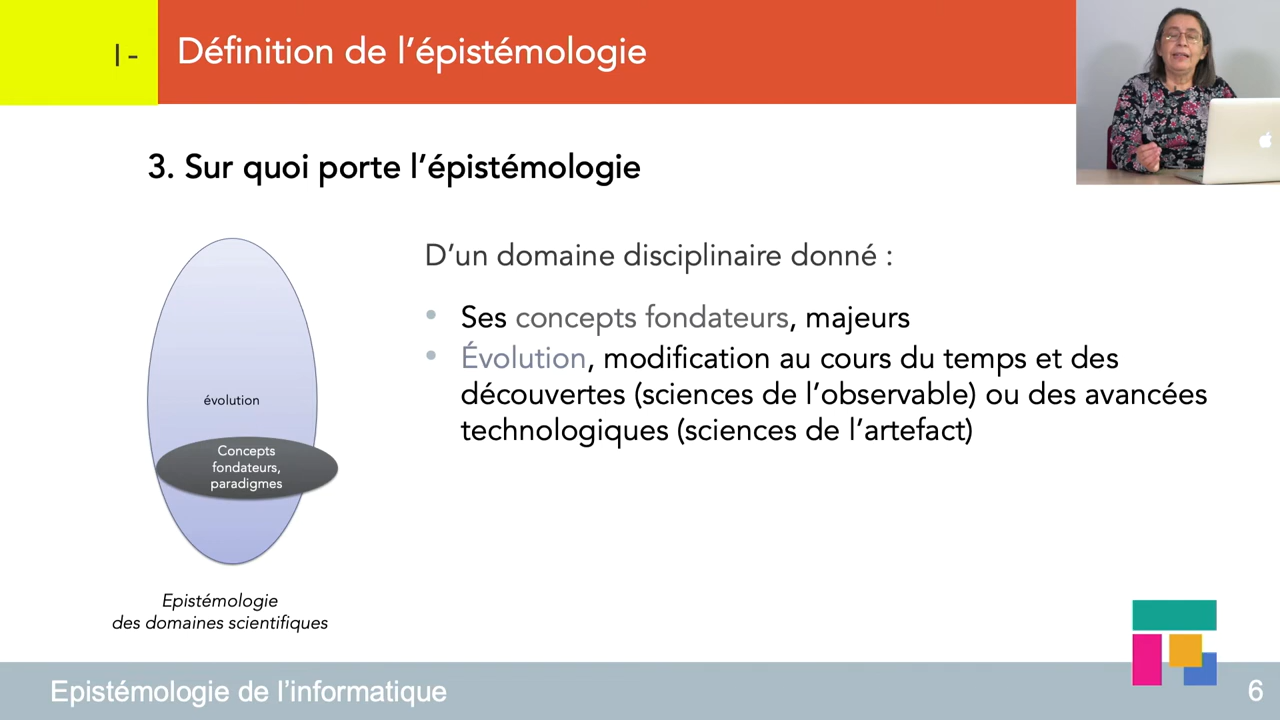 I - Définition de l'épistémologie
3. Sur quoi porte l'épistémologie
D'un domaine disciplinaire donné :
• Ses concepts fondateurs, majeurs
• Évolution, modification au cours du temps et des
découvertes (sciences de l'observable) ou des avancées
technologiques (sciences de l'artefact)
évolution
Concepts
fondateurs,
paradigmes
Epistémologie
des domaines scientifiques
Epistémologie de l'informatique
6